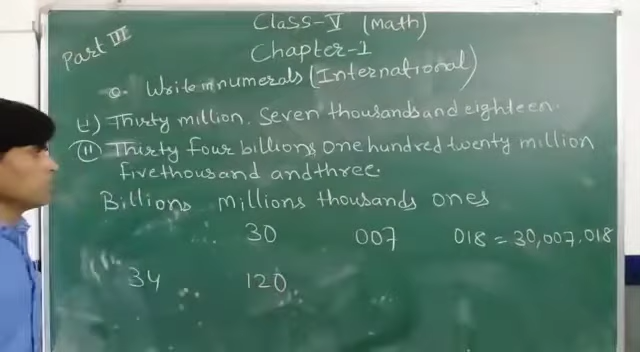 Part III
Class-V (Math)
Chapter-1
Q. Write in numerals (International)
i) Thirty million. Seven thousands and eighteen.
(ii) Thirty four billions, one hundred twenty million
five thousand and three.
Billions millions thousands ones
30 007 018 = 30,007,018
34 120